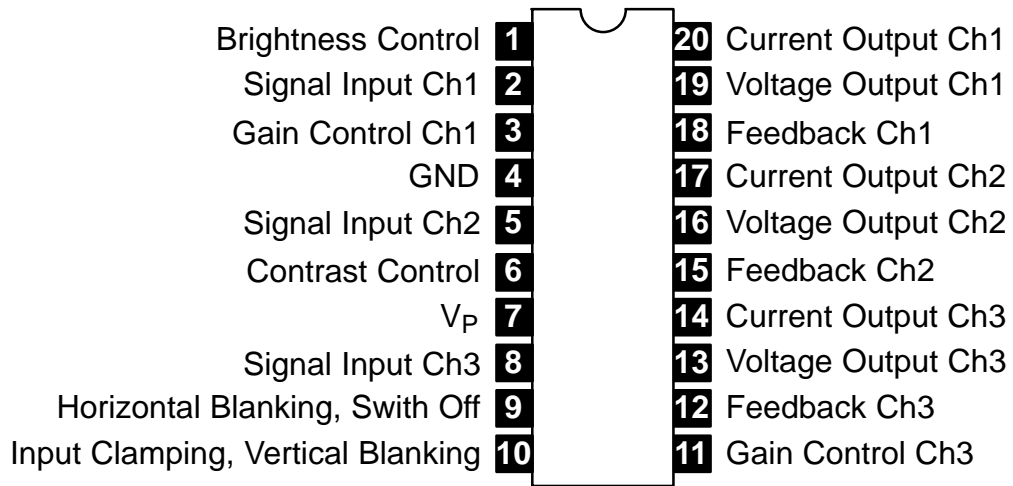 Brightness Control 1 20 Current Output Ch1
Signal Input Ch1 2 19 Voltage Output Ch1
Gain Control Ch1 3 18 Feedback Ch1
GND 4 17 Current Output Ch2
Signal Input Ch2 5 16 Voltage Output Ch2
Contrast Control 6 15 Feedback Ch2
VP 7 14 Current Output Ch3
Signal Input Ch3 8 13 Voltage Output Ch3
Horizontal Blanking, Swith Off 9 12 Feedback Ch3
Input Clamping, Vertical Blanking 10 11 Gain Control Ch3